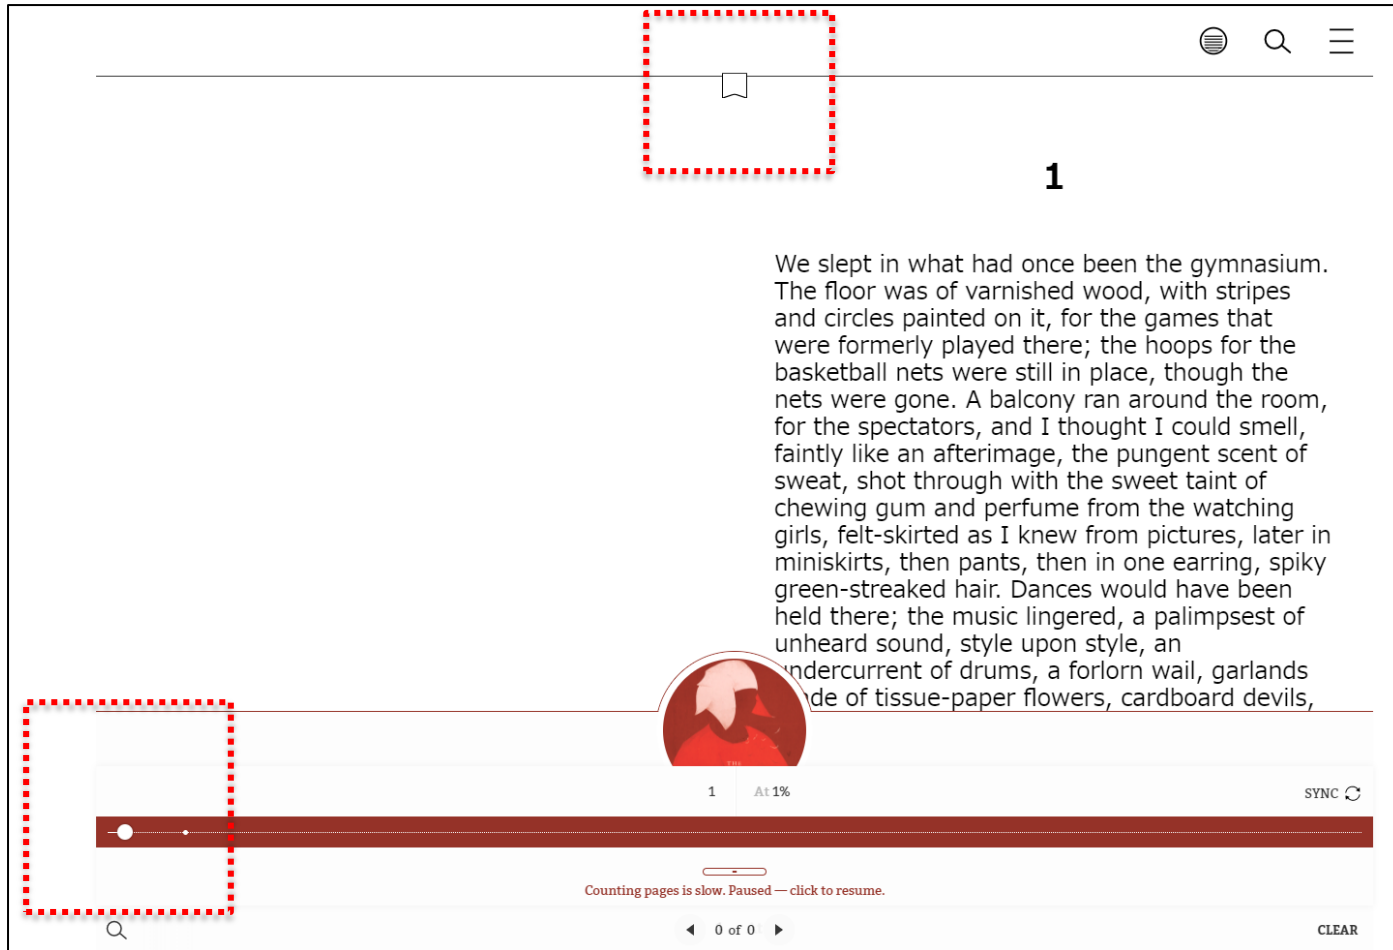 1
We slept in what had once been the gymnasium.
The floor was of varnished wood, with stripes
and circles painted on it, for the games that
were formerly played there; the hoops for the
basketball nets were still in place, though the
nets were gone. A balcony ran around the room,
for the spectators, and I thought I could smell,
faintly like an afterimage, the pungent scent of
sweat, shot through with the sweet taint of
chewing gum and perfume from the watching
girls, felt-skirted as I knew from pictures, later in
miniskirts, then pants, then in one earring, spiky
green-streaked hair. Dances would have been
held there; the music lingered, a palimpsest of
unheard sound, style upon style, an
undercurrent of drums, a forlorn wail, garlands
de of tissue-paper flowers, cardboard devils,
THE
1 At 1% SYNC
Counting pages is slow. Paused — click to resume.
0 of 0 CLEAR